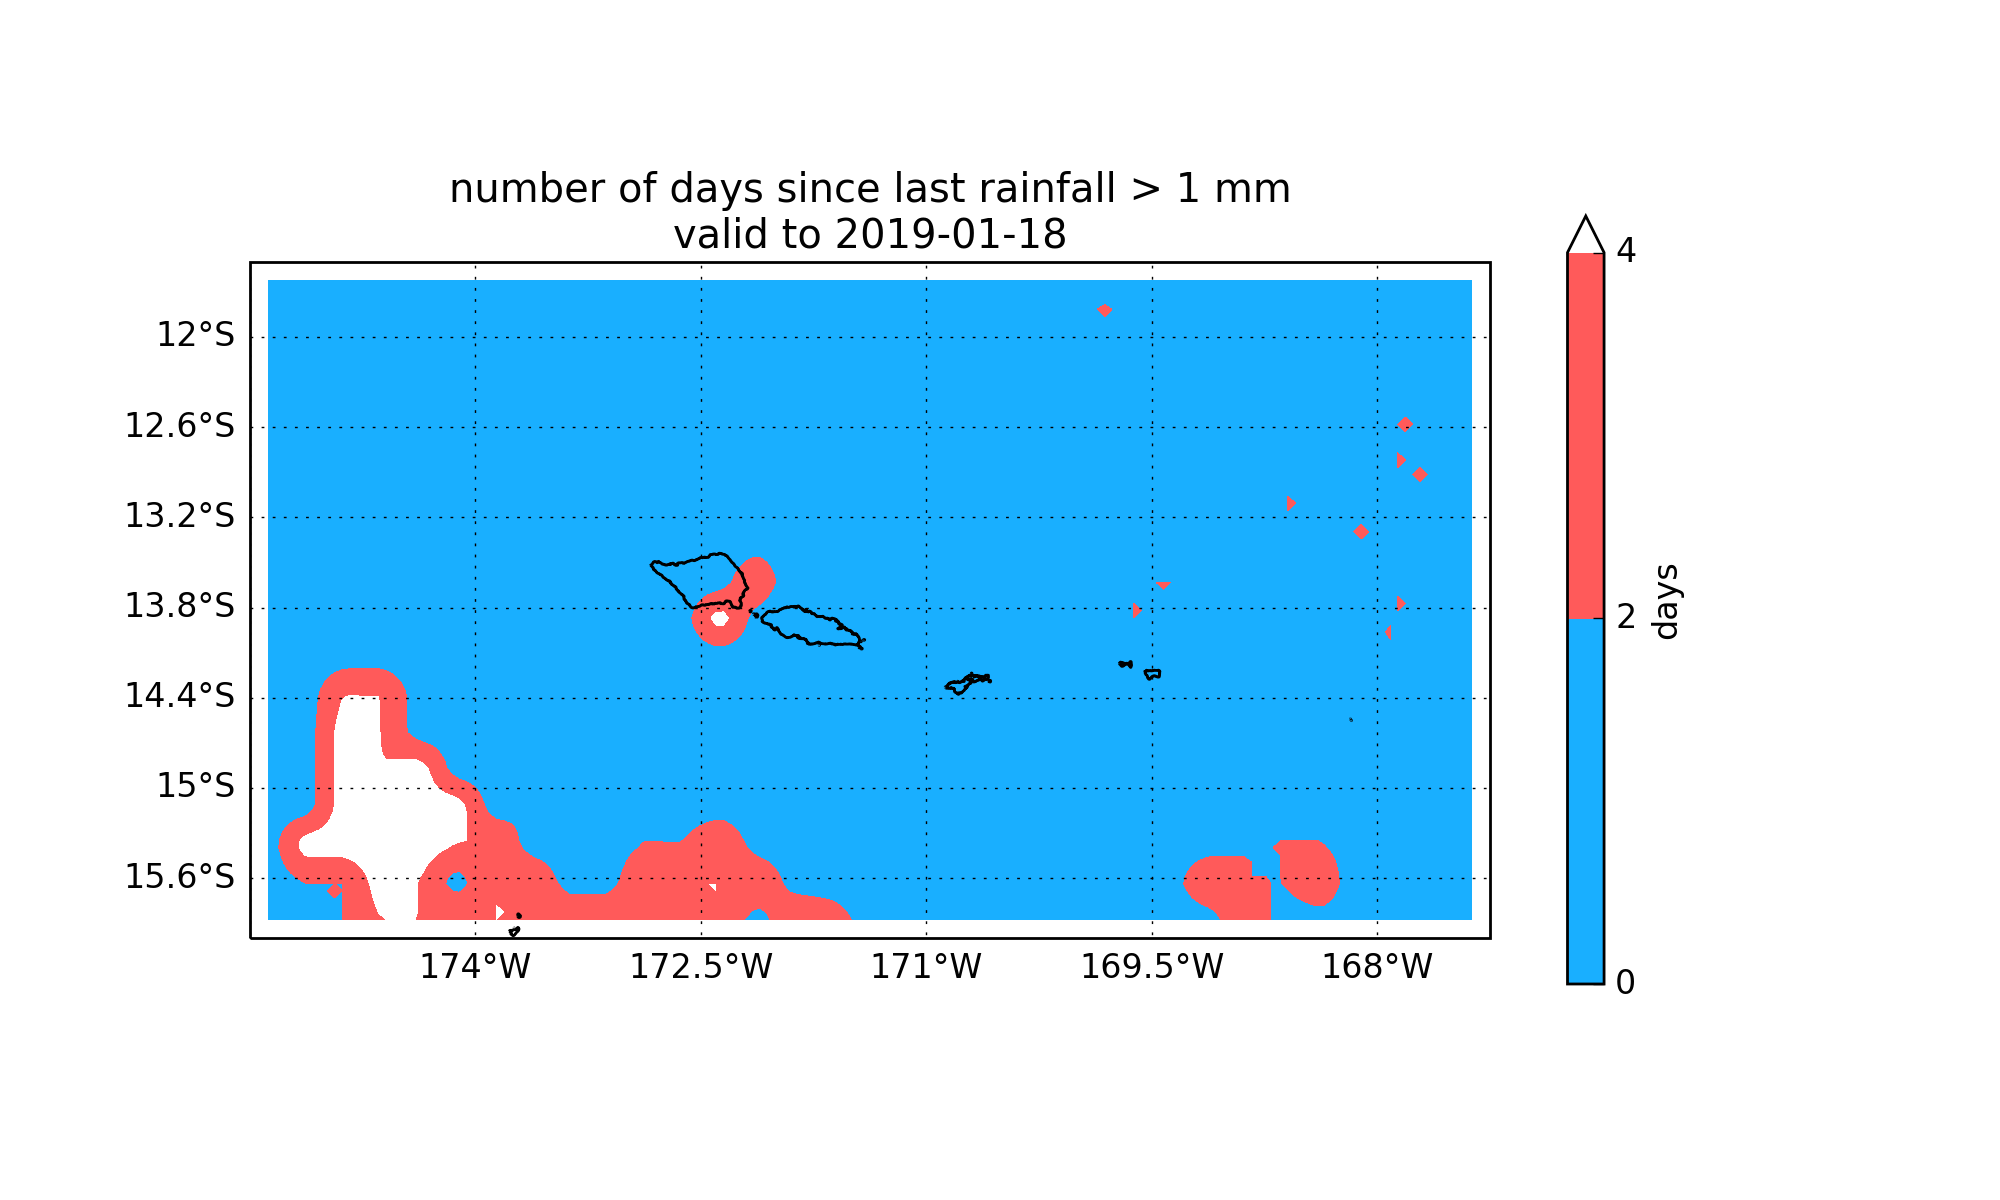 number of days since last rainfall > 1 mm
valid to 2019-01-18
12°S
12.6°S
13.2°S
13.8°S
14.4°S
15°S
15.6°S
174°W
172.5°W
171°W
169.5°W
168°W
4
2
0
days